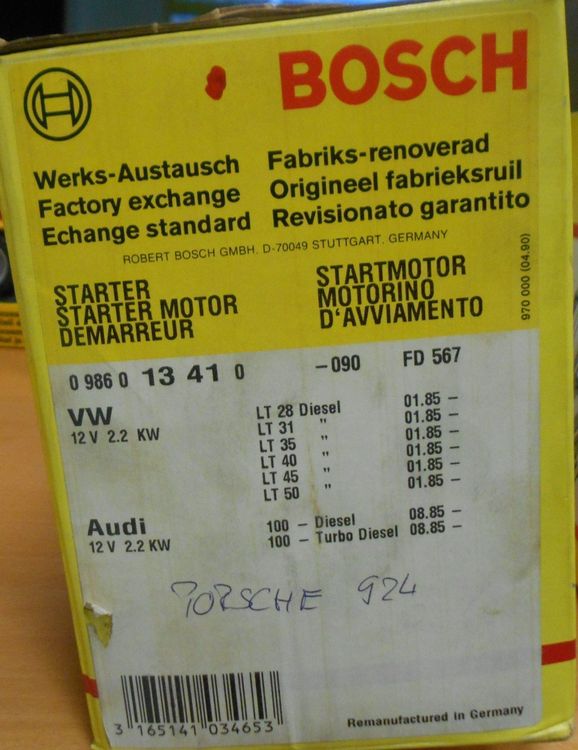 BOSCH
Werks-Austausch
Factory exchange
Echange standard
Fabriks-renoverad
Origineel fabrieksruil
Revisionato garantito
ROBERT BOSCH GMBH. D-70049 STUTTGART. GERMANY
970 000 (04.90)
STARTER
STARTER MOTOR
DEMARREUR
STARTMOTOR
MOTORINO
D'AVVIAMENTO
0 986 0 13 41 0 -090 FD 567
VW LT 28 Diesel 01.85 -
12 V 2.2 KW LT 31 " 01.85 -
LT 35 " 01.85 -
LT 40 " 01.85 -
LT 45 " 01.85 -
LT 50 " 01.85 -
Audi 100 - Diesel 08.85 -
12 V 2.2 KW 100 - Turbo Diesel 08.85 -
PORSCHE 924
3 165141 034653
Remanufactured in Germany